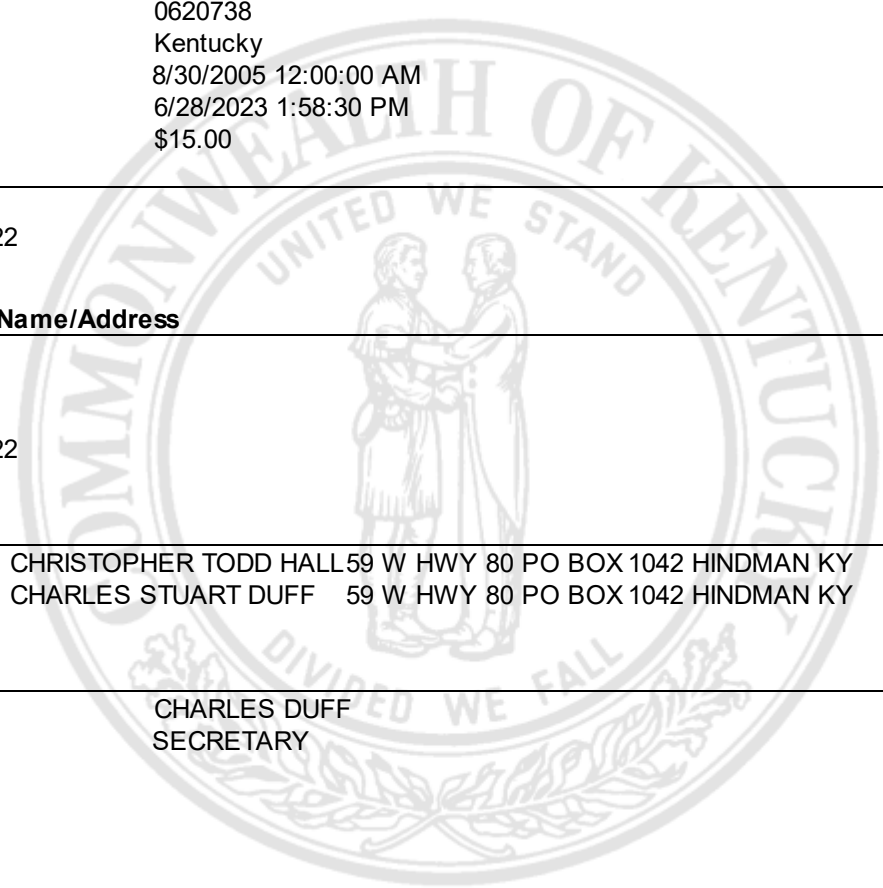 0620738
Kentucky
8/30/2005 12:00:00 AM
6/28/2023 1:58:30 PM
$15.00
COMMONWEALTH OF KENTUCKY
UNITED WE STAND
22
Name/Address
22
CHRISTOPHER TODD HALL 59 W HWY 80 PO BOX 1042 HINDMAN KY
CHARLES STUART DUFF 59 W HWY 80 PO BOX 1042 HINDMAN KY
DIVIDED WE FALL
CHARLES DUFF
SECRETARY